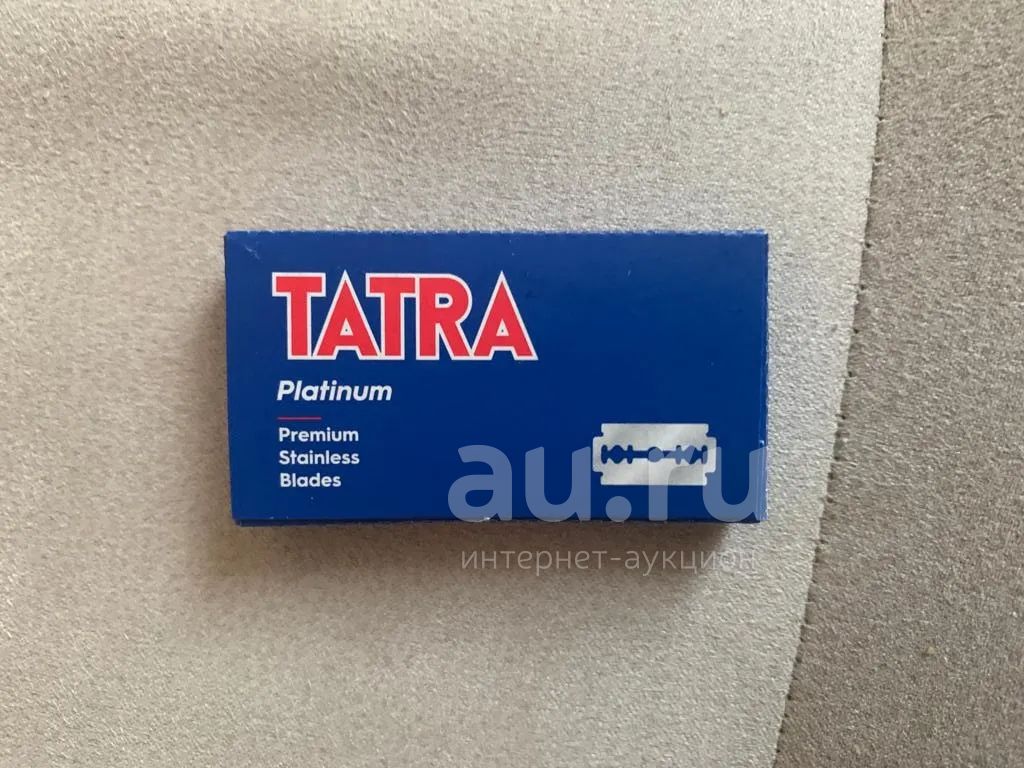 TATRA
Platinum
Premium
Stainless
Blades
au.ru
интернет-аукцион